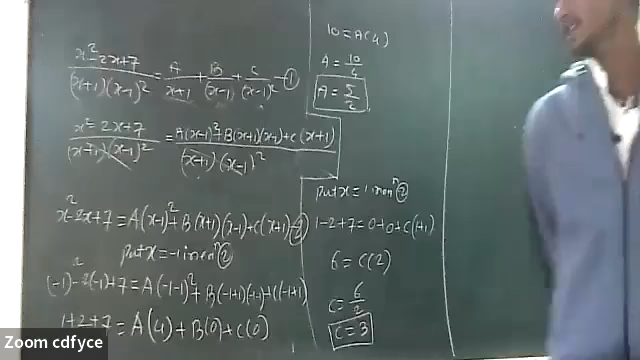 x²-2x+7/(x+1)(x-1)² = A/x+1 + B/(x-1) + C/(x-1)² -①
x²-2x+7/(x+1)(x-1)² = A(x-1)²+B(x+1)(x-1)+C(x+1)/(x+1)(x-1)²
x²-2x+7 = A(x-1)²+B(x+1)(x-1)+C(x+1)-②
put x=-1 in eqⁿ ②
(-1)²-2(-1)+7 = A(-1-1)²+B(-1+1)(-1-1)+C(-1+1)
1+2+7 = A(4)+B(0)+C(0)
10=A(4)
A=10/4
A=5/2
put x=1 in eqⁿ ②
1-2+7=0+0+C(1+1)
6=C(2)
C=6/2
C=3
Zoom cdfyce